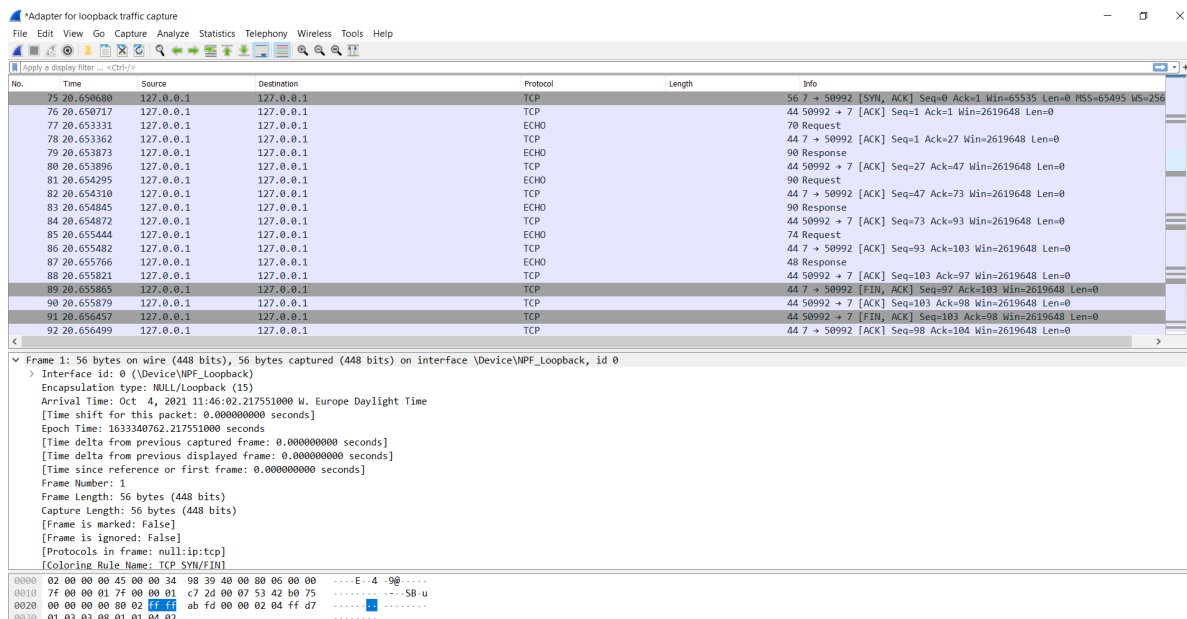 *Adapter for loopback traffic capture
File Edit View Go Capture Analyze Statistics Telephony Wireless Tools Help
Apply a display filter ... <Ctrl-/>
No. Time Source Destination Protocol Length Info
75 20.650680 127.0.0.1 127.0.0.1 TCP 56 7 → 50992 [SYN, ACK] Seq=0 Ack=1 Win=65535 Len=0 MSS=65495 WS=256
76 20.650717 127.0.0.1 127.0.0.1 TCP 44 50992 → 7 [ACK] Seq=1 Ack=1 Win=2619648 Len=0
77 20.653331 127.0.0.1 127.0.0.1 ECHO 70 Request
78 20.653362 127.0.0.1 127.0.0.1 TCP 44 7 → 50992 [ACK] Seq=1 Ack=27 Win=2619648 Len=0
79 20.653873 127.0.0.1 127.0.0.1 ECHO 90 Response
80 20.653896 127.0.0.1 127.0.0.1 TCP 44 50992 → 7 [ACK] Seq=27 Ack=47 Win=2619648 Len=0
81 20.654295 127.0.0.1 127.0.0.1 ECHO 90 Request
82 20.654310 127.0.0.1 127.0.0.1 TCP 44 7 → 50992 [ACK] Seq=47 Ack=73 Win=2619648 Len=0
83 20.654845 127.0.0.1 127.0.0.1 ECHO 90 Response
84 20.654872 127.0.0.1 127.0.0.1 TCP 44 50992 → 7 [ACK] Seq=73 Ack=93 Win=2619648 Len=0
85 20.655444 127.0.0.1 127.0.0.1 ECHO 74 Request
86 20.655482 127.0.0.1 127.0.0.1 TCP 44 7 → 50992 [ACK] Seq=93 Ack=103 Win=2619648 Len=0
87 20.655766 127.0.0.1 127.0.0.1 ECHO 48 Response
88 20.655821 127.0.0.1 127.0.0.1 TCP 44 50992 → 7 [ACK] Seq=103 Ack=97 Win=2619648 Len=0
89 20.655865 127.0.0.1 127.0.0.1 TCP 44 7 → 50992 [FIN, ACK] Seq=97 Ack=103 Win=2619648 Len=0
90 20.655879 127.0.0.1 127.0.0.1 TCP 44 50992 → 7 [ACK] Seq=103 Ack=98 Win=2619648 Len=0
91 20.656457 127.0.0.1 127.0.0.1 TCP 44 50992 → 7 [FIN, ACK] Seq=103 Ack=98 Win=2619648 Len=0
92 20.656499 127.0.0.1 127.0.0.1 TCP 44 7 → 50992 [ACK] Seq=98 Ack=104 Win=2619648 Len=0
Frame 1: 56 bytes on wire (448 bits), 56 bytes captured (448 bits) on interface \Device\NPF_Loopback, id 0
Interface id: 0 (\Device\NPF_Loopback)
Encapsulation type: NULL/Loopback (15)
Arrival Time: Oct 4, 2021 11:46:02.217551000 W. Europe Daylight Time
[Time shift for this packet: 0.000000000 seconds]
Epoch Time: 1633340762.217551000 seconds
[Time delta from previous captured frame: 0.000000000 seconds]
[Time delta from previous displayed frame: 0.000000000 seconds]
[Time since reference or first frame: 0.000000000 seconds]
Frame Number: 1
Frame Length: 56 bytes (448 bits)
Capture Length: 56 bytes (448 bits)
[Frame is marked: False]
[Frame is ignored: False]
[Protocols in frame: null:ip:tcp]
[Coloring Rule Name: TCP SYN/FIN]
0000 02 00 00 00 45 00 00 34 98 39 40 00 80 06 00 00 ····E··4 ·9@·····
0010 7f 00 00 01 7f 00 00 01 c7 2d 00 07 53 42 b0 75 ········ ·-··SB·u
0020 00 00 00 00 80 02 ff ff ab fd 00 00 02 04 ff d7 ········ ········
0030 01 03 03 08 01 01 04 02 ········